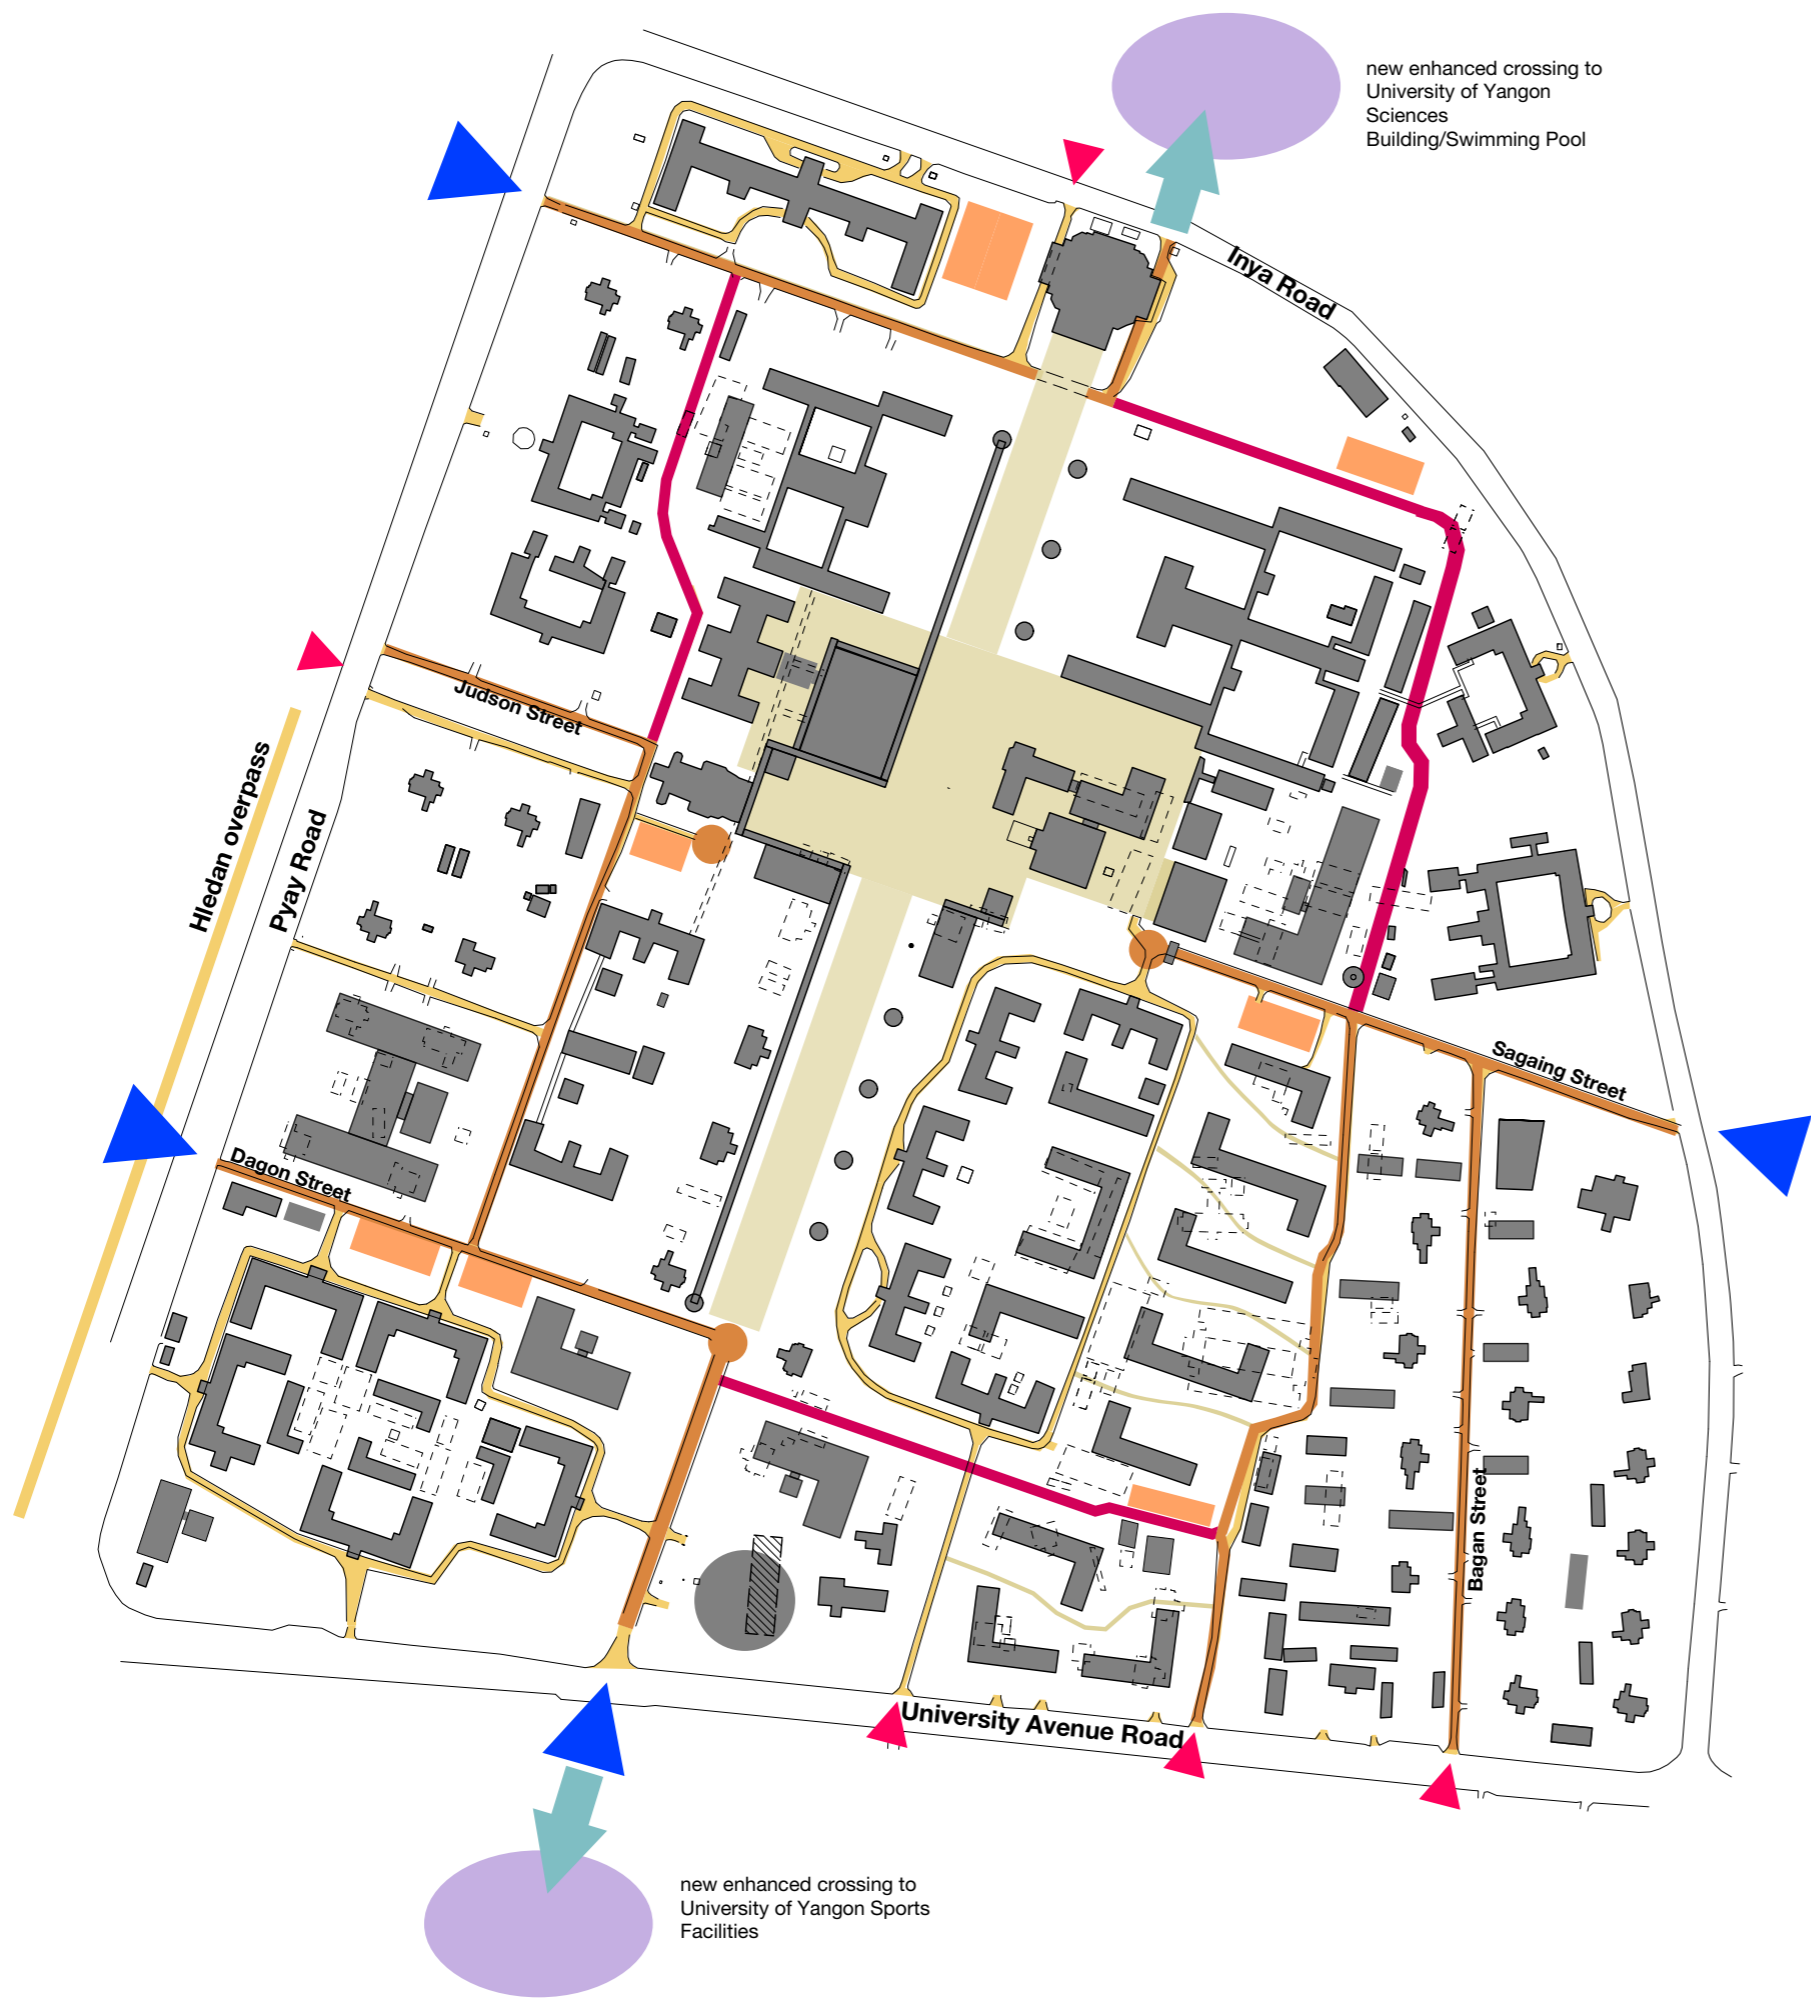 new enhanced crossing to
University of Yangon
Sciences
Building/Swimming Pool
Inya Road
Judson Street
Hledan overpass
Pyay Road
Sagaing Street
Dagon Street
Bagan Street
University Avenue Road
new enhanced crossing to
University of Yangon Sports
Facilities